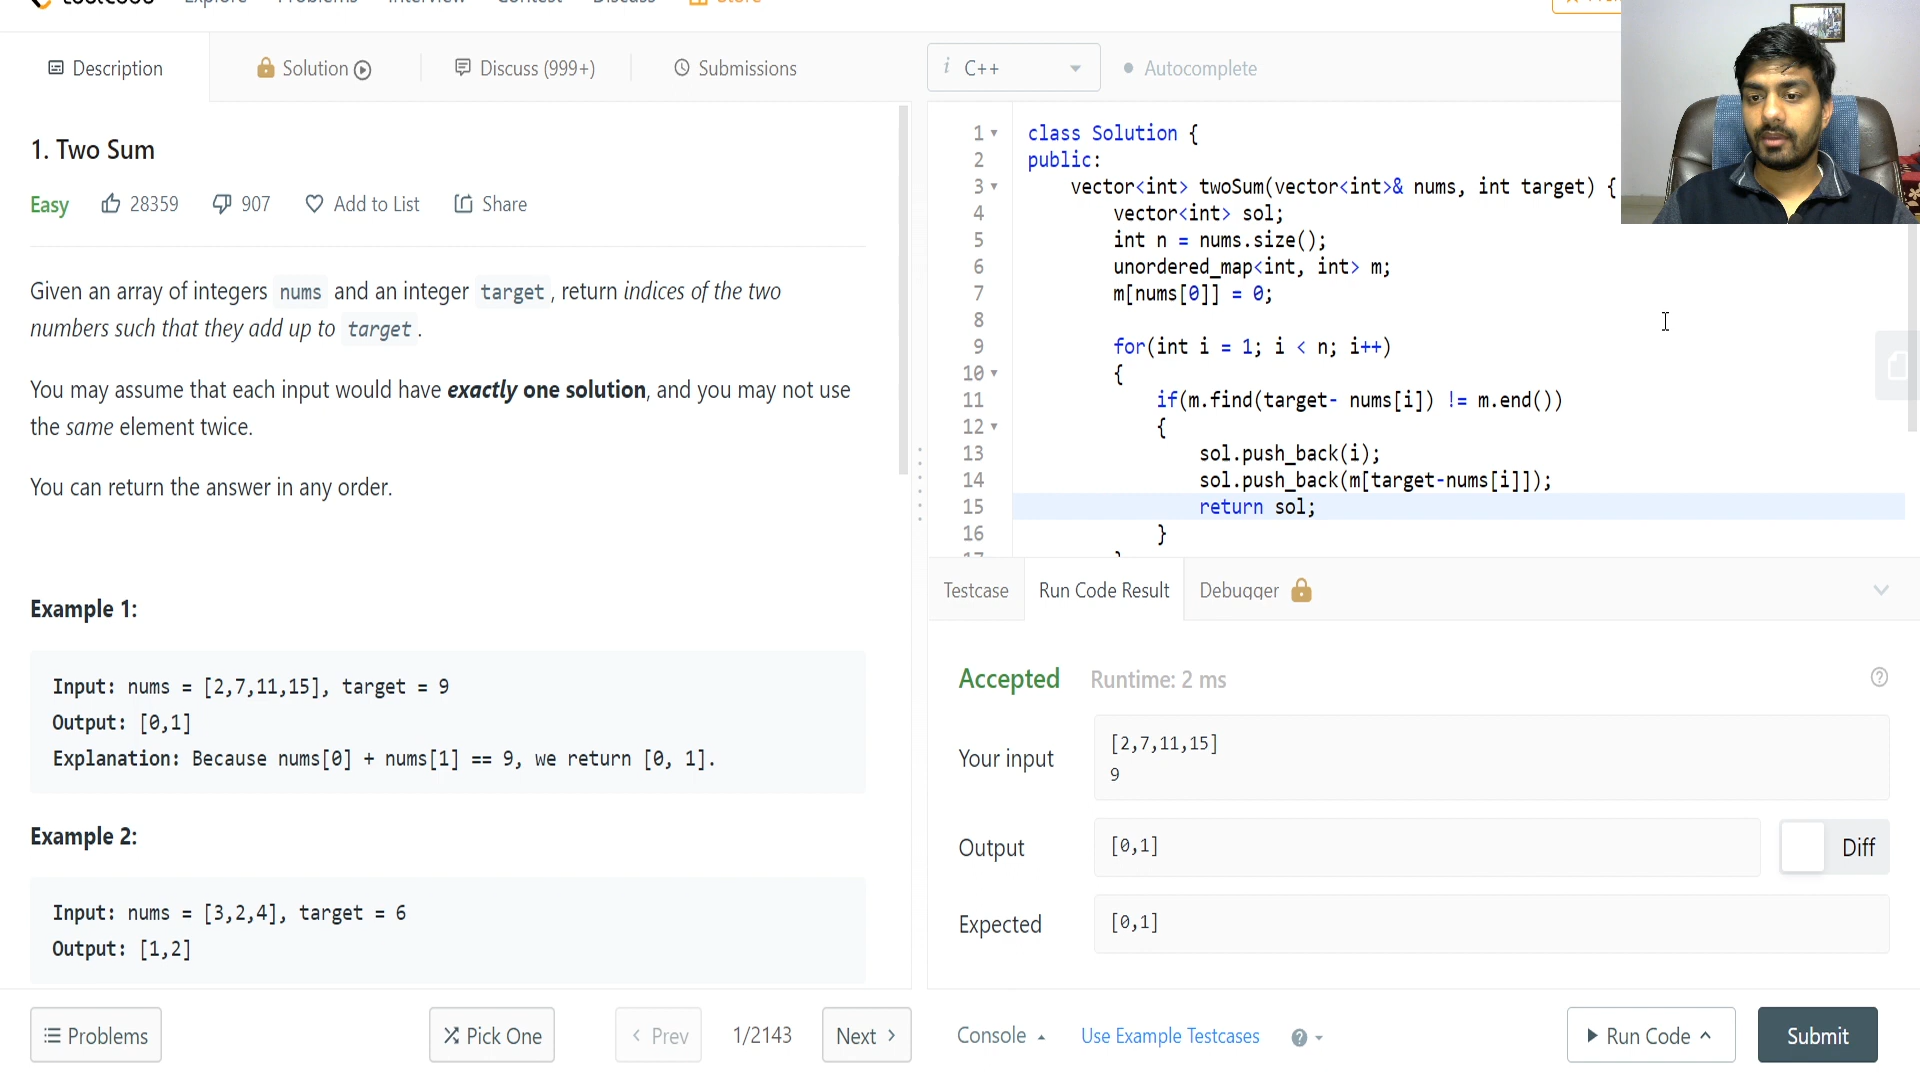 Description
Solution
Discuss (999+)
Submissions
i C++
Autocomplete
1. Two Sum
Easy 28359 907 Add to List Share
Given an array of integers nums and an integer target, return indices of the two
numbers such that they add up to target.
You may assume that each input would have exactly one solution, and you may not use
the same element twice.
You can return the answer in any order.
Example 1:
Input: nums = [2,7,11,15], target = 9
Output: [0,1]
Explanation: Because nums[0] + nums[1] == 9, we return [0, 1].
Example 2:
Input: nums = [3,2,4], target = 6
Output: [1,2]
1 class Solution {
2 public:
3 vector<int> twoSum(vector<int>& nums, int target) {
4 vector<int> sol;
5 int n = nums.size();
6 unordered_map<int, int> m;
7 m[nums[0]] = 0;
8
9 for(int i = 1; i < n; i++)
10 {
11 if(m.find(target- nums[i]) != m.end())
12 {
13 sol.push_back(i);
14 sol.push_back(m[target-nums[i]]);
15 return sol;
16 }
Testcase
Run Code Result
Debugger
Accepted Runtime: 2 ms
Your input
[2,7,11,15]
9
Output
[0,1]
Diff
Expected
[0,1]
Problems
Pick One
Prev
1/2143
Next
Console
Use Example Testcases
Run Code
Submit